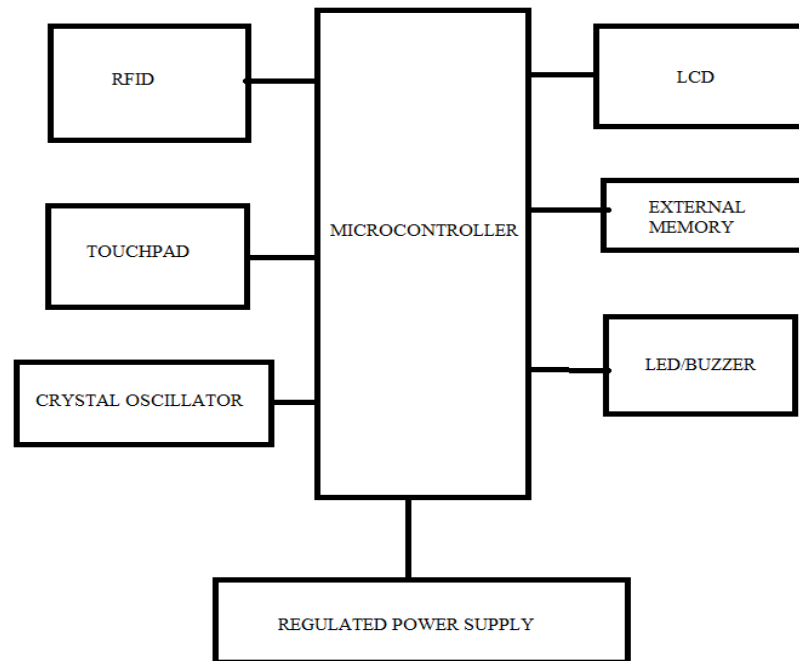 RFID
LCD
TOUCHPAD
MICROCONTROLLER
EXTERNAL
MEMORY
CRYSTAL OSCILLATOR
LED/BUZZER
REGULATED POWER SUPPLY